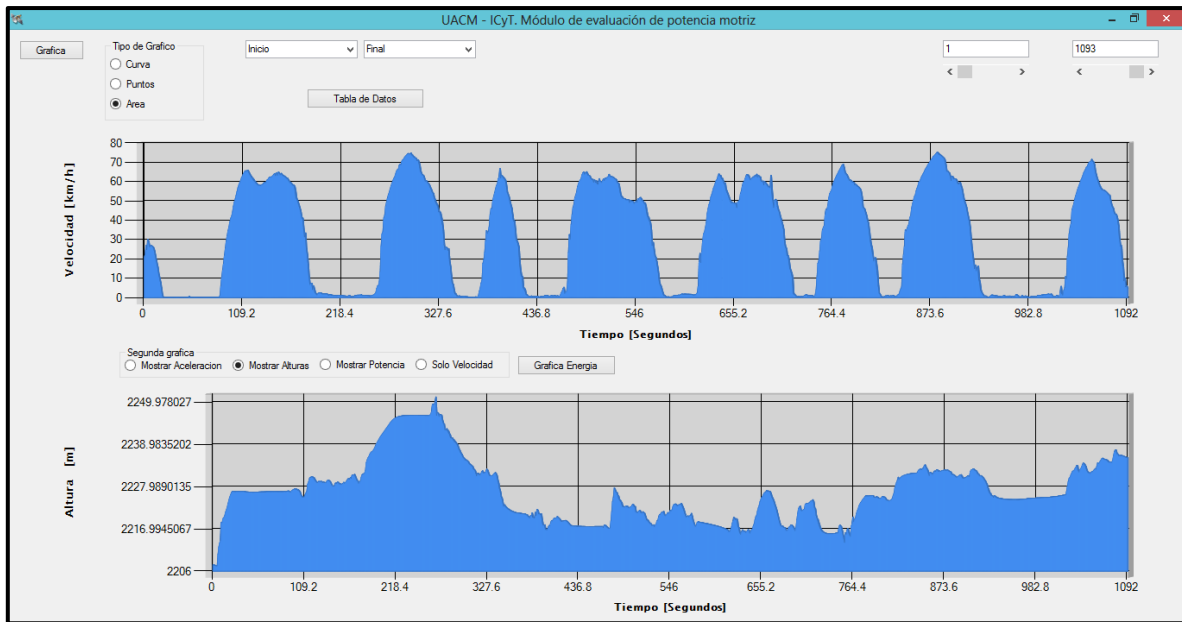 UACM - ICyT. Módulo de evaluación de potencia motriz
Grafica
Tipo de Grafico
Curva
Puntos
Area
Inicio
Final
Tabla de Datos
1
1093
Velocidad [km/h]
80
70
60
50
40
30
20
10
0
0 109.2 218.4 327.6 436.8 546 655.2 764.4 873.6 982.8 1092
Tiempo [Segundos]
Segunda grafica
Mostrar Aceleracion Mostrar Alturas Mostrar Potencia Solo Velocidad
Grafica Energia
Altura [m]
2249.978027
2238.9835202
2227.9890135
2216.9945067
2206
0 109.2 218.4 327.6 436.8 546 655.2 764.4 873.6 982.8 1092
Tiempo [Segundos]